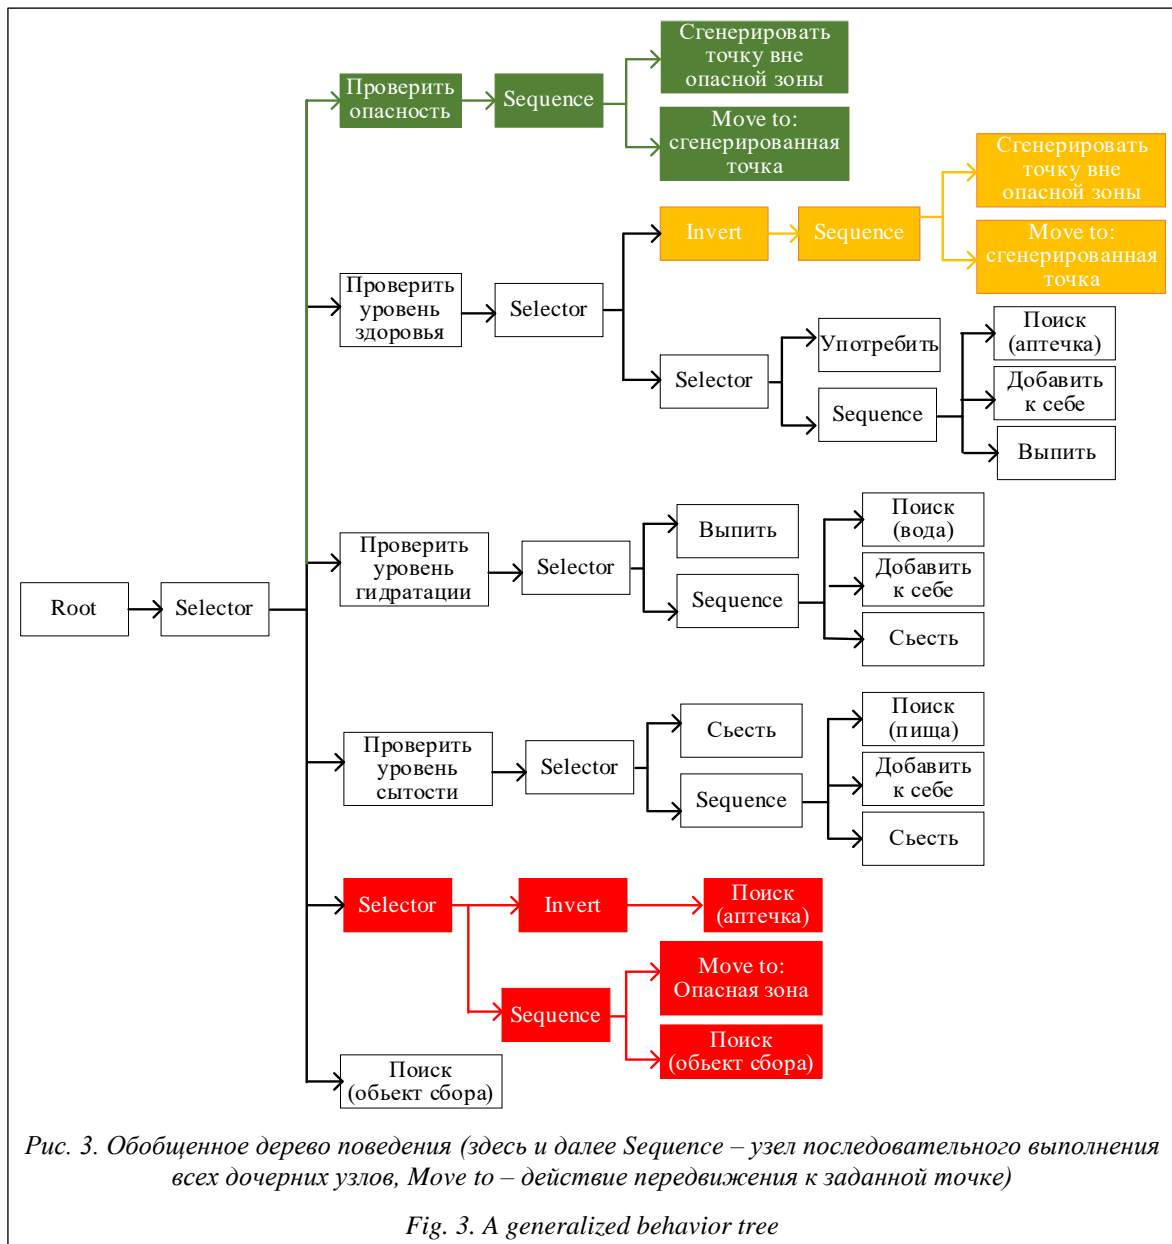 Сгенерировать
точку вне
опасной зоны
Проверить
опасность
Sequence
Move to:
сгенерированная
точка
Сгенерировать
точку вне
опасной зоны
Invert
Sequence
Move to:
сгенерированная
точка
Проверить
уровень
здоровья
Selector
Поиск
(аптечка)
Употребить
Selector
Sequence
Добавить
к себе
Выпить
Поиск
(вода)
Выпить
Проверить
уровень
гидратации
Selector
Sequence
Добавить
к себе
Root
Selector
Сьесть
Поиск
(пища)
Сьесть
Проверить
уровень
сытости
Selector
Sequence
Добавить
к себе
Сьесть
Selector
Invert
Поиск
(аптечка)
Move to:
Опасная зона
Sequence
Поиск
(обьект сбора)
Поиск
(обьект сбора)
Рис. 3. Обобщенное дерево поведения (здесь и далее Sequence – узел последовательного выполнения
всех дочерних узлов, Move to – действие передвижения к заданной точке)
Fig. 3. A generalized behavior tree